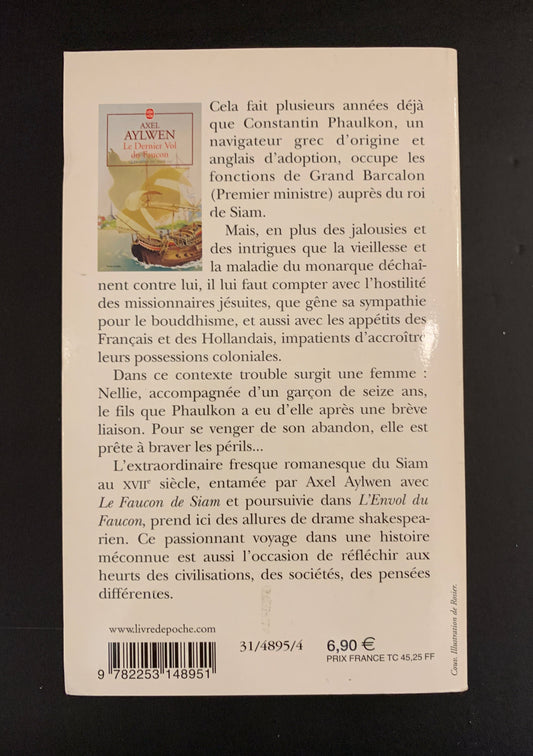 AXEL
AYLWEN
Le Dernier Vol
du Faucon
Cela fait plusieurs années déjà
que Constantin Phaulkon, un
navigateur grec d'origine et
anglais d'adoption, occupe les
fonctions de Grand Barcalon
(Premier ministre) auprès du roi
de Siam.
Mais, en plus des jalousies et
des intrigues que la vieillesse et
la maladie du monarque déchaî-
nent contre lui, il lui faut compter avec l'hostilité
des missionnaires jésuites, que gêne sa sympathie
pour le bouddhisme, et aussi avec les appétits des
Français et des Hollandais, impatients d'accroître
leurs possessions coloniales.
Dans ce contexte trouble surgit une femme :
Nellie, accompagnée d'un garçon de seize ans,
le fils que Phaulkon a eu d'elle après une brève
liaison. Pour se venger de son abandon, elle est
prête à braver les périls...
L'extraordinaire fresque romanesque du Siam
au XVIIe siècle, entamée par Axel Aylwen avec
Le Faucon de Siam et poursuivie dans L'Envol du
Faucon, prend ici des allures de drame shakespea-
rien. Ce passionnant voyage dans une histoire
méconnue est aussi l'occasion de réfléchir aux
heurts des civilisations, des sociétés, des pensées
différentes.
Couv. Illustration de Rosier.
www.livredepoche.com
31/4895/4
6,90 €
PRIX FRANCE TC 45,25 FF
9 782253 148951